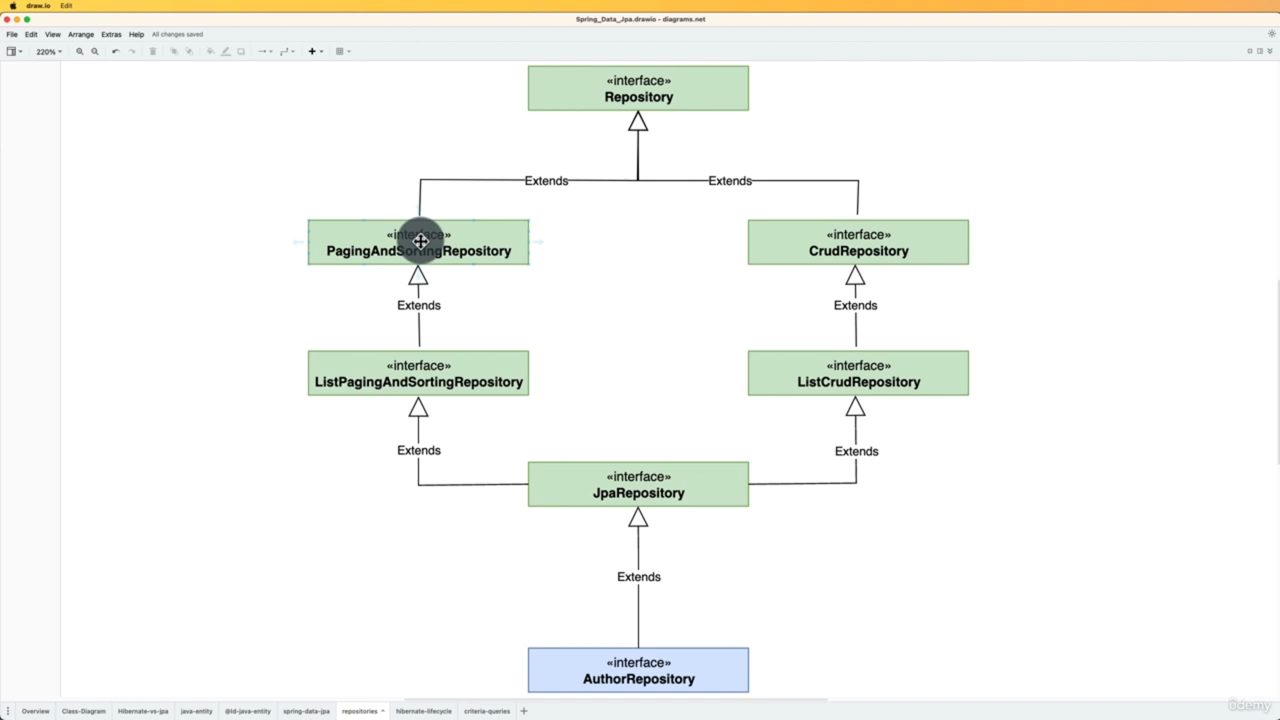 draw.io Edit
Spring_Data_Jpa.drawio - diagrams.net
File Edit View Arrange Extras Help All changes saved
220%
«interface»
Repository
Extends Extends
«interface»
PagingAndSortingRepository
«interface»
CrudRepository
Extends Extends
«interface»
ListPagingAndSortingRepository
«interface»
ListCrudRepository
Extends Extends
«interface»
JpaRepository
Extends
«interface»
AuthorRepository
Overview Class-Diagram Hibernate-vs-jpa java-entity @Id-java-entity spring-data-jpa repositories hibernate-lifecycle criteria-queries
ûdemy